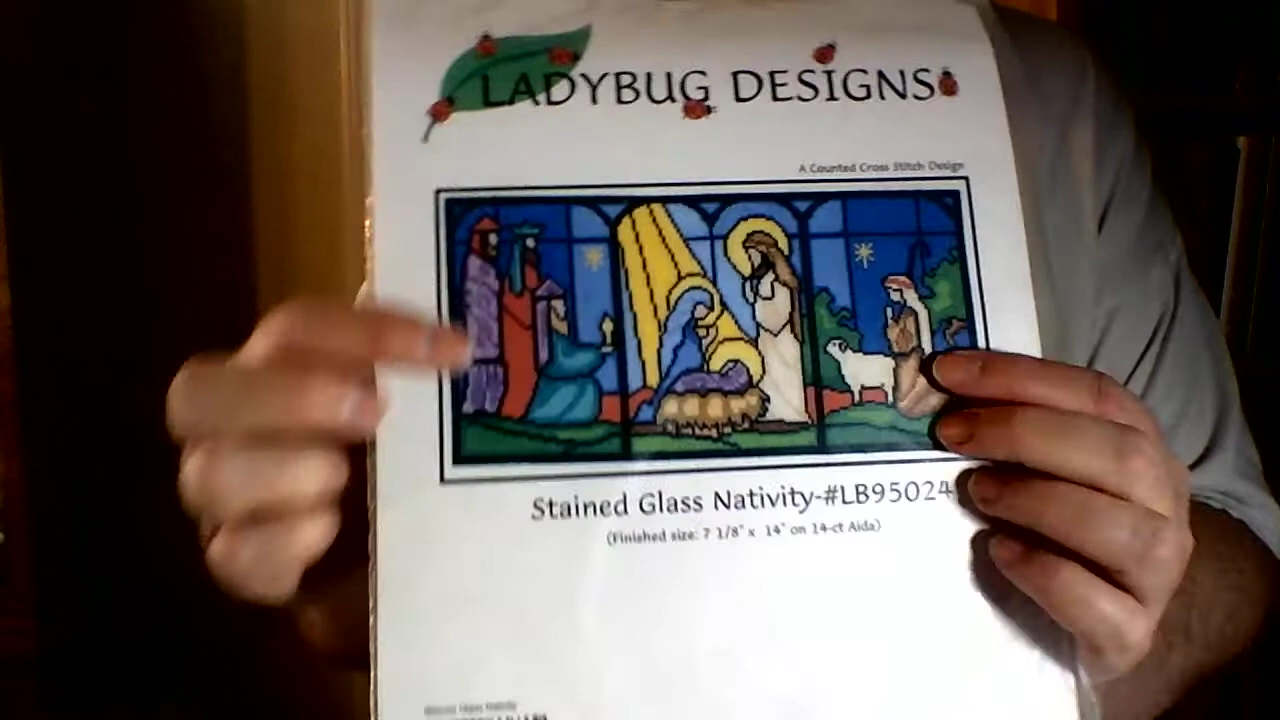 LADYBUG DESIGNS
A Counted Cross Stitch Design
Stained Glass Nativity-#LB95024
(Finished size: 7 1/8" x 14" on 14-ct Aida)